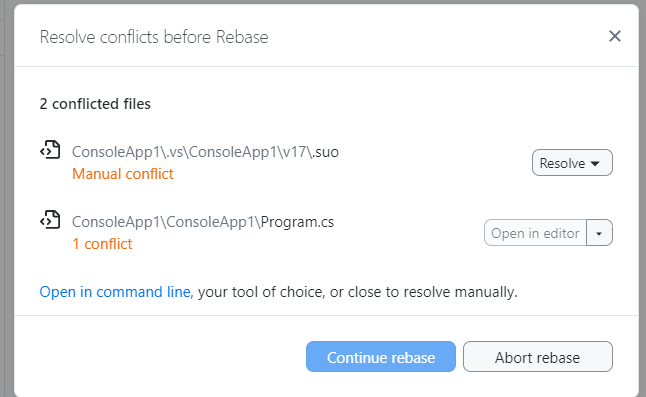 Resolve conflicts before Rebase
2 conflicted files
ConsoleApp1\.vs\ConsoleApp1\v17\.suo
Manual conflict
Resolve
ConsoleApp1\ConsoleApp1\Program.cs
1 conflict
Open in editor
Open in command line, your tool of choice, or close to resolve manually.
Continue rebase
Abort rebase